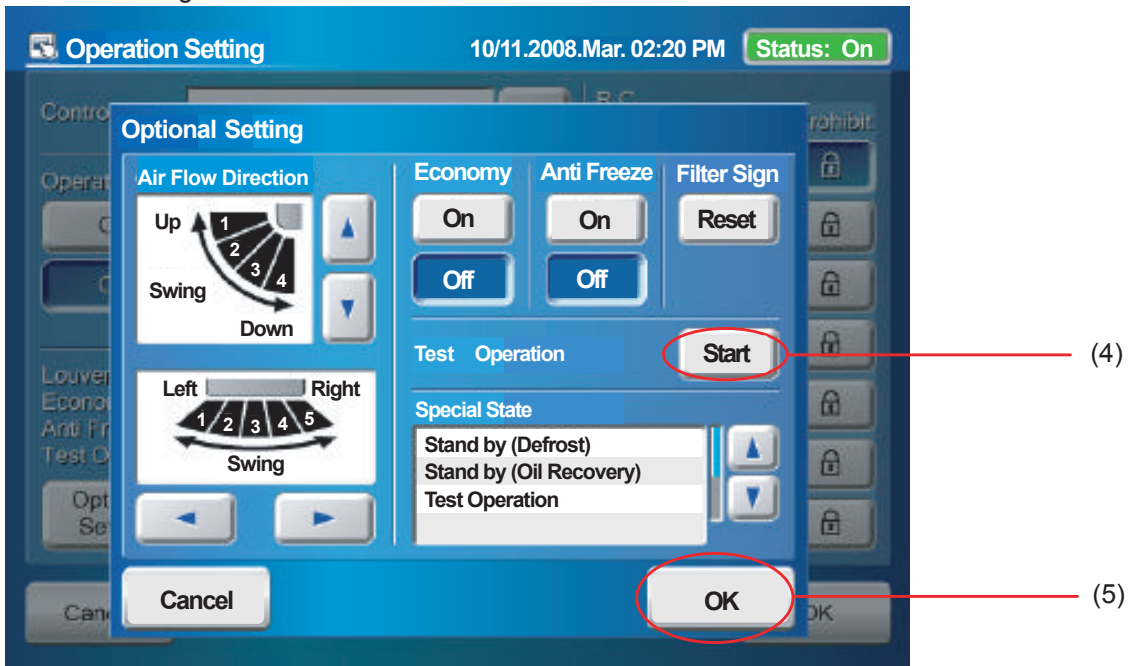 Operation Setting 10/11.2008.Mar. 02:20 PM Status: On
Optional Setting
Air Flow Direction
Up
1
2
3
4
Swing
Down
Left Right
1 2 3 4 5
Swing
Economy
On
Off
Anti Freeze
On
Off
Filter Sign
Reset
Test Operation Start
(4)
Special State
Stand by (Defrost)
Stand by (Oil Recovery)
Test Operation
Cancel
OK
(5)